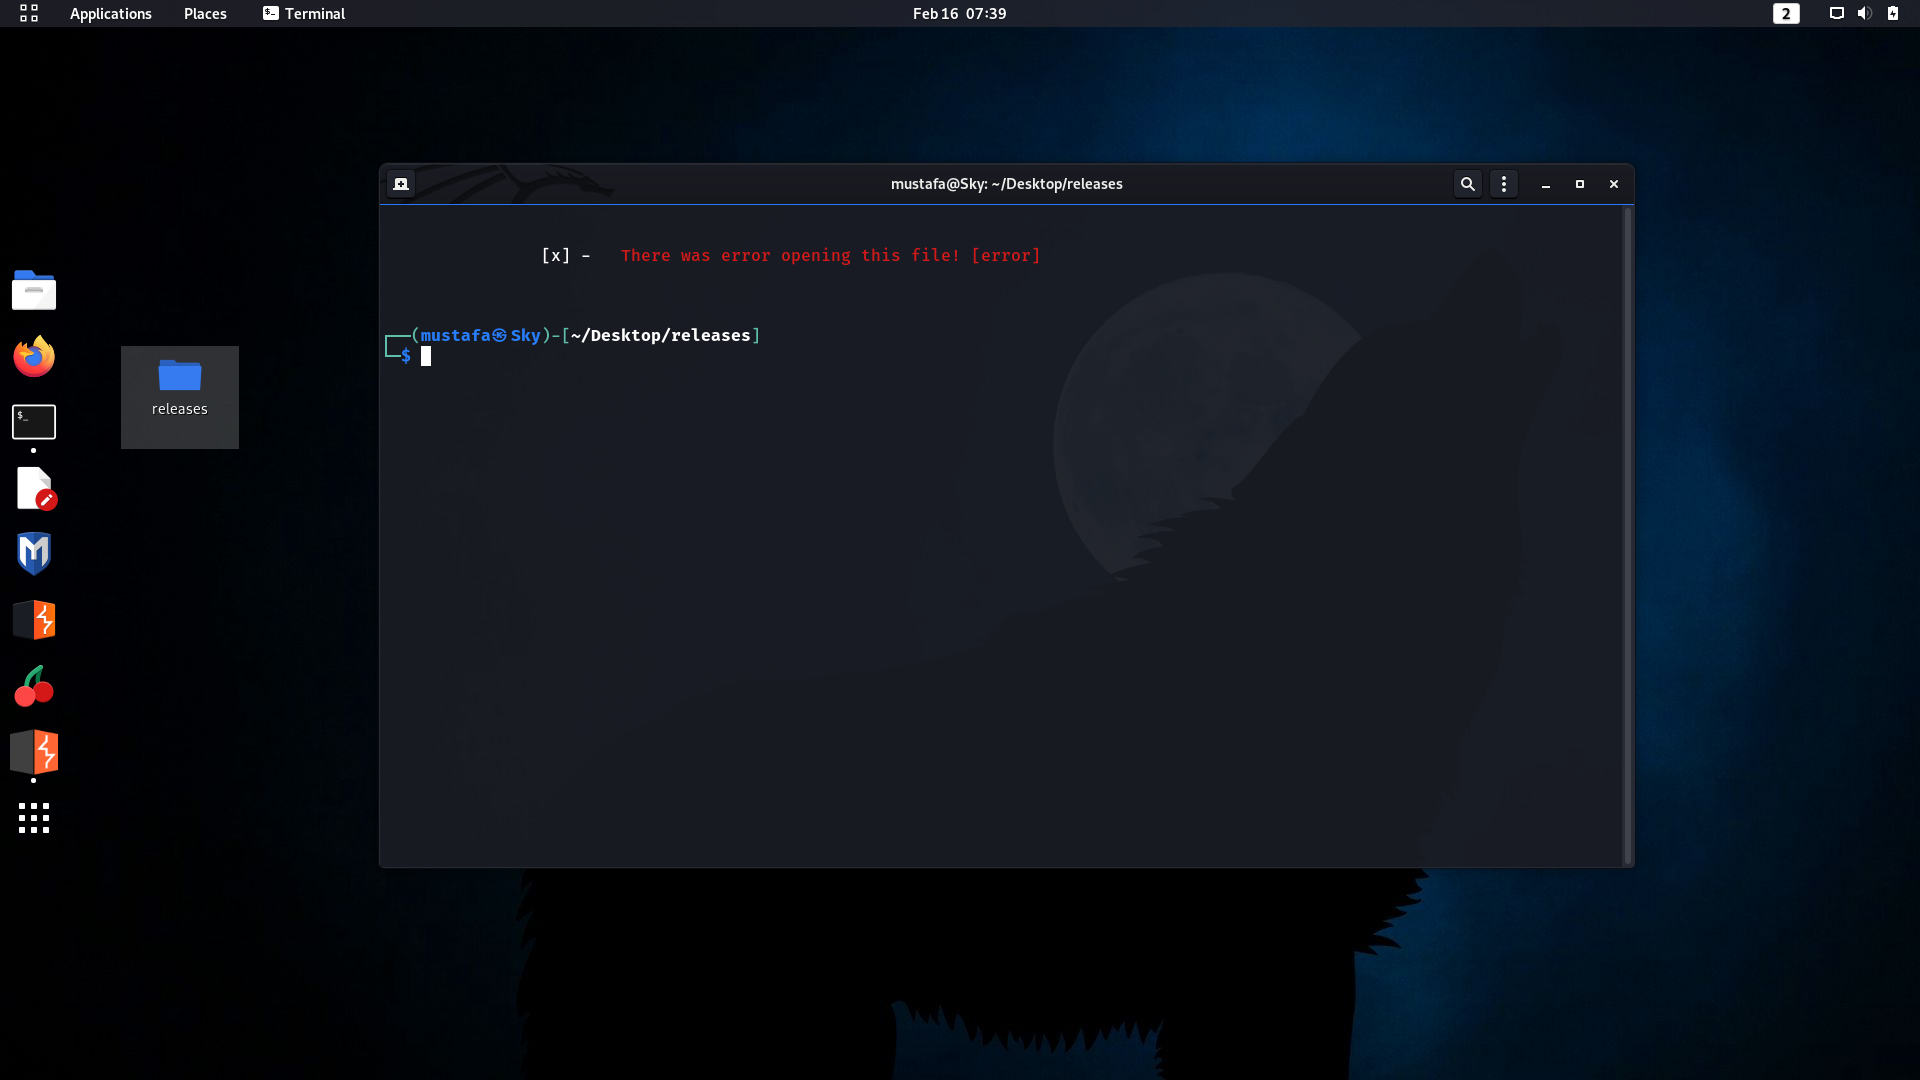 Applications Places Terminal Feb 16 07:39 2
mustafa@Sky: ~/Desktop/releases
[x] - There was error opening this file! [error]
┌──(mustafa㉿Sky)-[~/Desktop/releases]
└─$
$_
releases